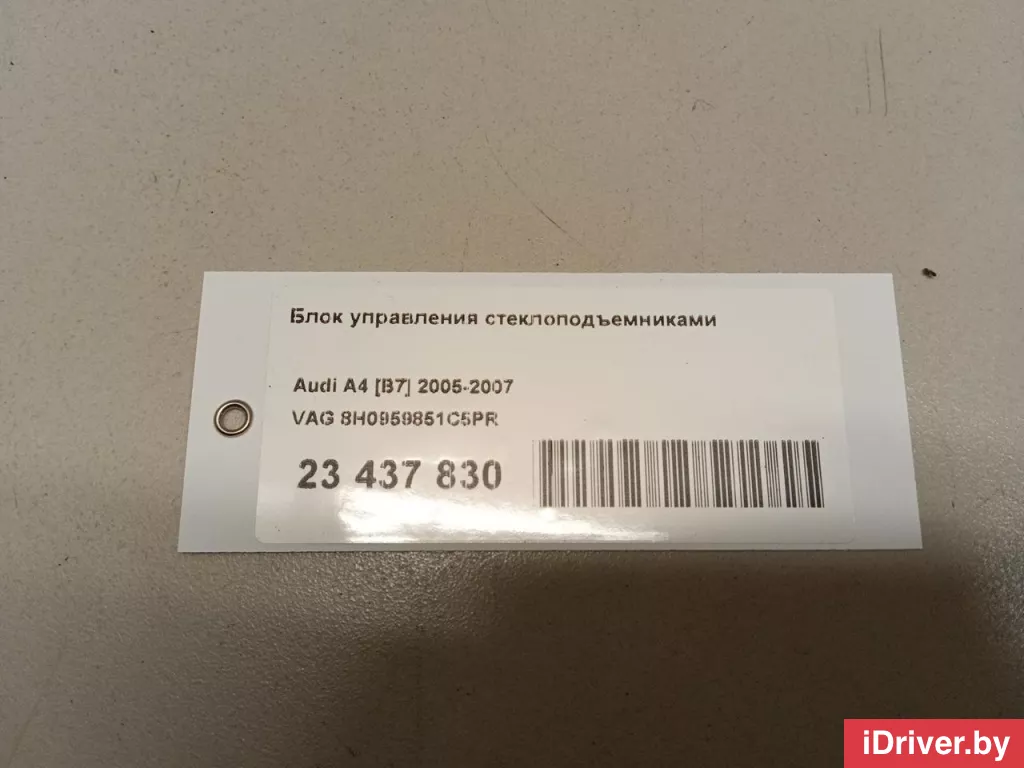 Блок управления стеклоподъемниками
Audi A4 [B7] 2005-2007
VAG 8H0959851C5PR
23 437 830
iDriver.by